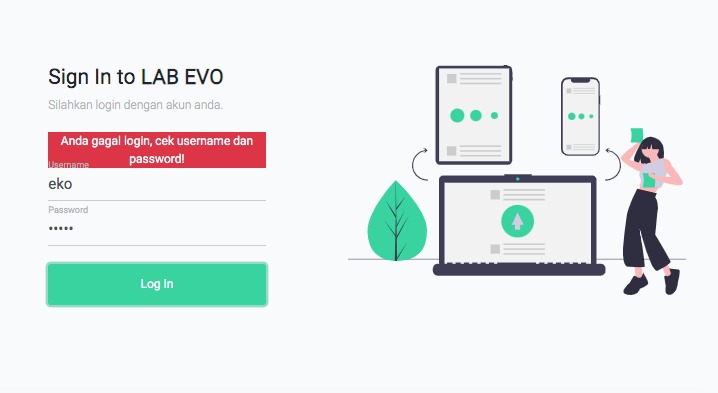 Sign In to LAB EVO
Silahkan login dengan akun anda.
Anda gagal login, cek username dan
password!
Username
eko
Password
•••••
Log In